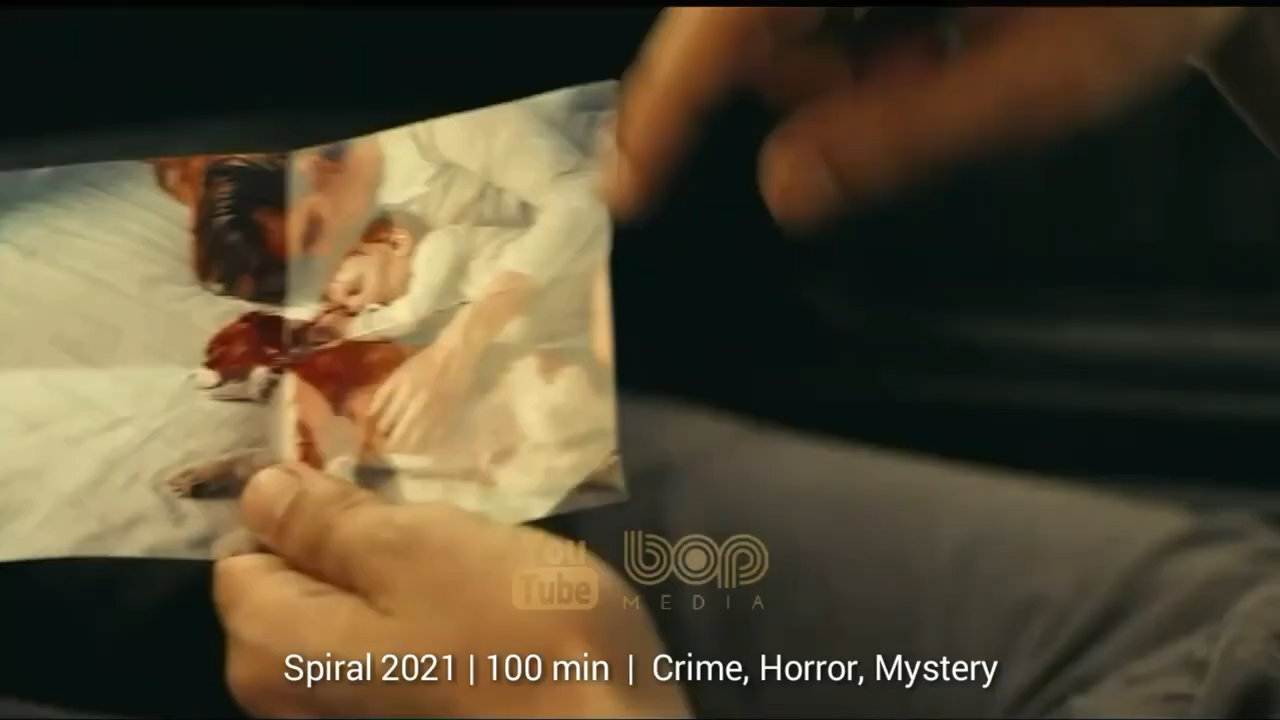 You
Tube
bop
MEDIA
Spiral 2021 | 100 min | Crime, Horror, Mystery